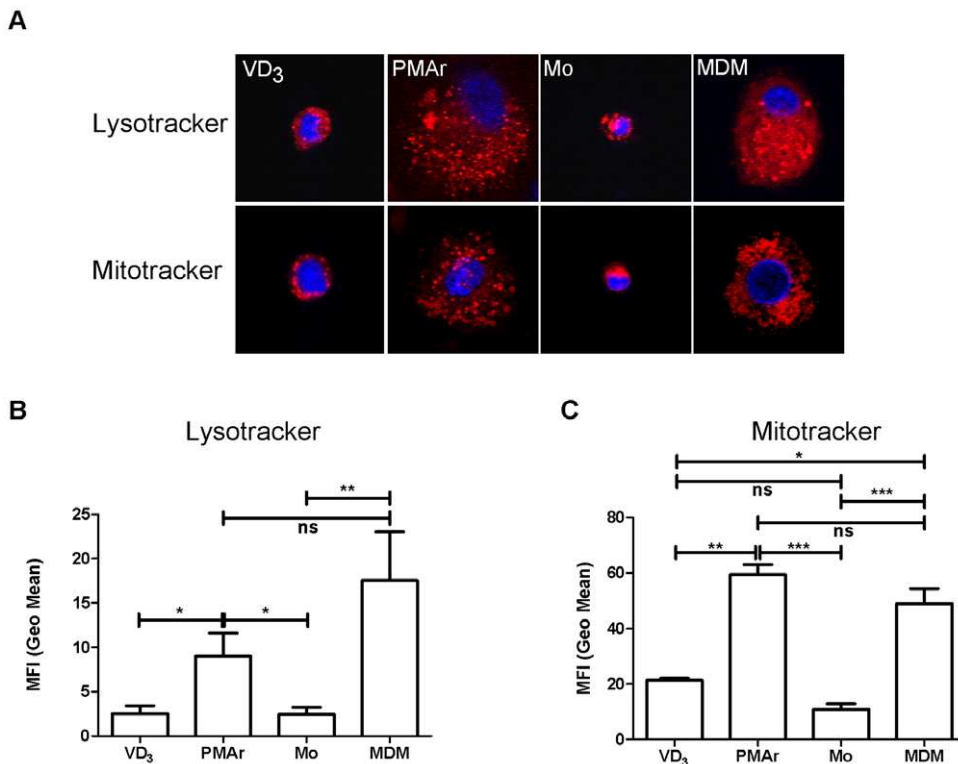 A
VD3 PMAr Mo MDM
Lysotracker
Mitotracker
B
Lysotracker
**
ns
* *
MFI (Geo Mean)
25
20
15
10
5
0
VD3 PMAr Mo MDM
C
Mitotracker
*
ns
***
ns
** ***
MFI (Geo Mean)
80
60
40
20
0
VD3 PMAr Mo MDM